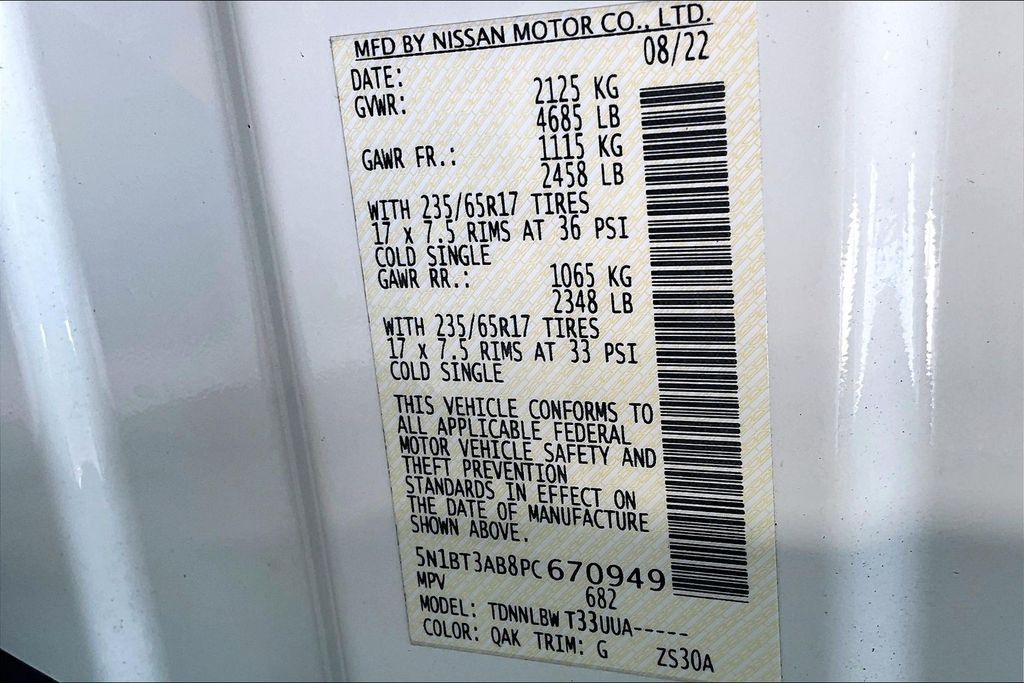 MFD BY NISSAN MOTOR CO., LTD.
DATE: 08/22
GVWR: 2125 KG
4685 LB
GAWR FR.: 1115 KG
2458 LB
WITH 235/65R17 TIRES
17 x 7.5 RIMS AT 36 PSI
COLD SINGLE
GAWR RR.: 1065 KG
2348 LB
WITH 235/65R17 TIRES
17 x 7.5 RIMS AT 33 PSI
COLD SINGLE
THIS VEHICLE CONFORMS TO
ALL APPLICABLE FEDERAL
MOTOR VEHICLE SAFETY AND
THEFT PREVENTION
STANDARDS IN EFFECT ON
THE DATE OF MANUFACTURE
SHOWN ABOVE.
5N1BT3AB8PC670949
MPV 682
MODEL: TDNNLBW T33UUA-----
COLOR: QAK TRIM: G ZS30A